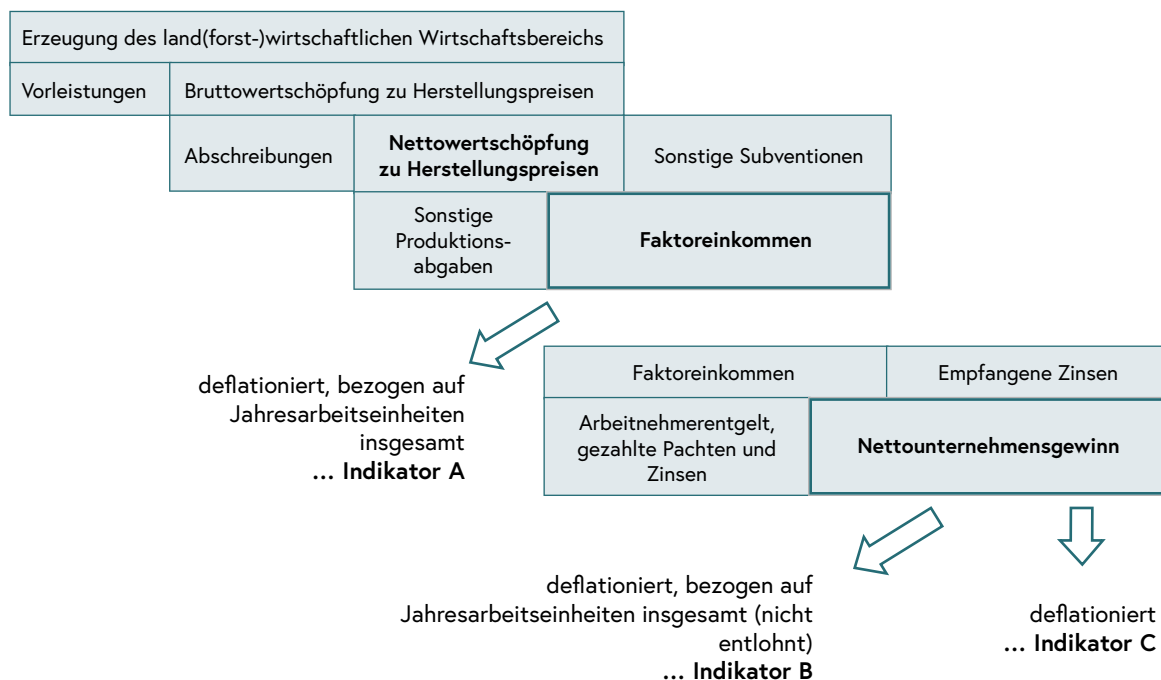 Erzeugung des land(forst-)wirtschaftlichen Wirtschaftsbereichs
Vorleistungen
Bruttowertschöpfung zu Herstellungspreisen
Abschreibungen
Nettowertschöpfung
zu Herstellungspreisen
Sonstige Subventionen
Sonstige
Produktions-
abgaben
Faktoreinkommen
deflationiert, bezogen auf
Jahresarbeitseinheiten
insgesamt
... Indikator A
Faktoreinkommen
Empfangene Zinsen
Arbeitnehmerentgelt,
gezahlte Pachten und
Zinsen
Nettounternehmensgewinn
deflationiert, bezogen auf
Jahresarbeitseinheiten insgesamt (nicht
entlohnt)
... Indikator B
deflationiert
... Indikator C